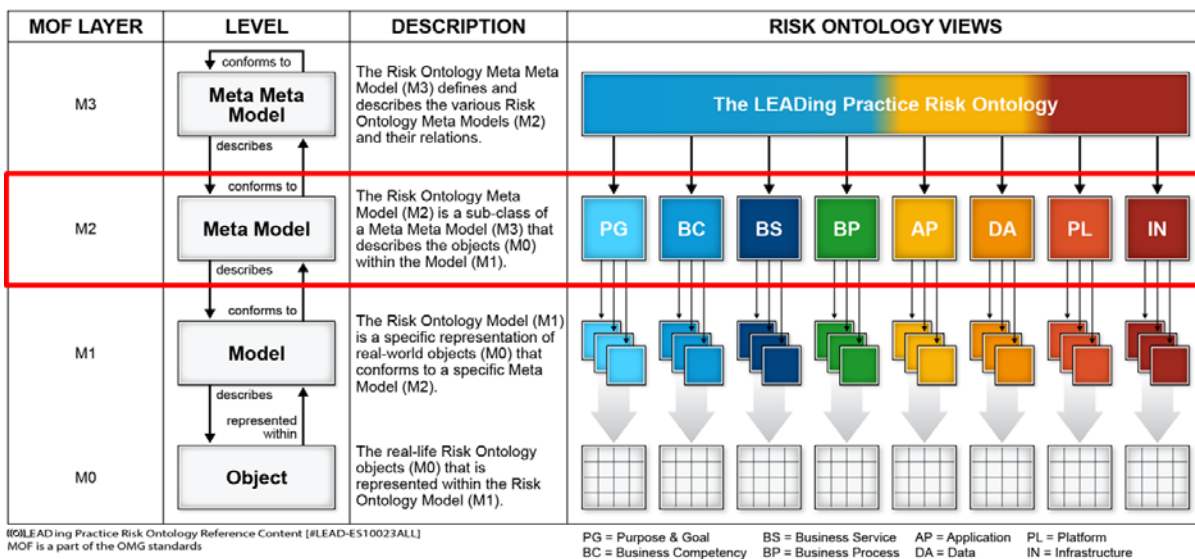 MOF LAYER
LEVEL
DESCRIPTION
RISK ONTOLOGY VIEWS
M3
conforms to
Meta Meta
Model
describes
The Risk Ontology Meta Meta
Model (M3) defines and
describes the various Risk
Ontology Meta Models (M2)
and their relations.
The LEADing Practice Risk Ontology
M2
conforms to
Meta Model
describes
The Risk Ontology Meta
Model (M2) is a sub-class of
a Meta Meta Model (M3) that
describes the objects (M0)
within the Model (M1).
PG
BC
BS
BP
AP
DA
PL
IN
M1
conforms to
Model
describes
The Risk Ontology Model (M1)
is a specific representation of
real-world objects (M0) that
conforms to a specific Meta
Model (M2).
M0
represented
within
Object
The real-life Risk Ontology
objects (M0) that is
represented within the Risk
Ontology Model (M1).
LEADing Practice Risk Ontology Reference Content [#LEAD-ES10023ALL]
MOF is a part of the OMG standards
PG = Purpose & Goal BS = Business Service AP = Application PL = Platform
BC = Business Competency BP = Business Process DA = Data IN = Infrastructure